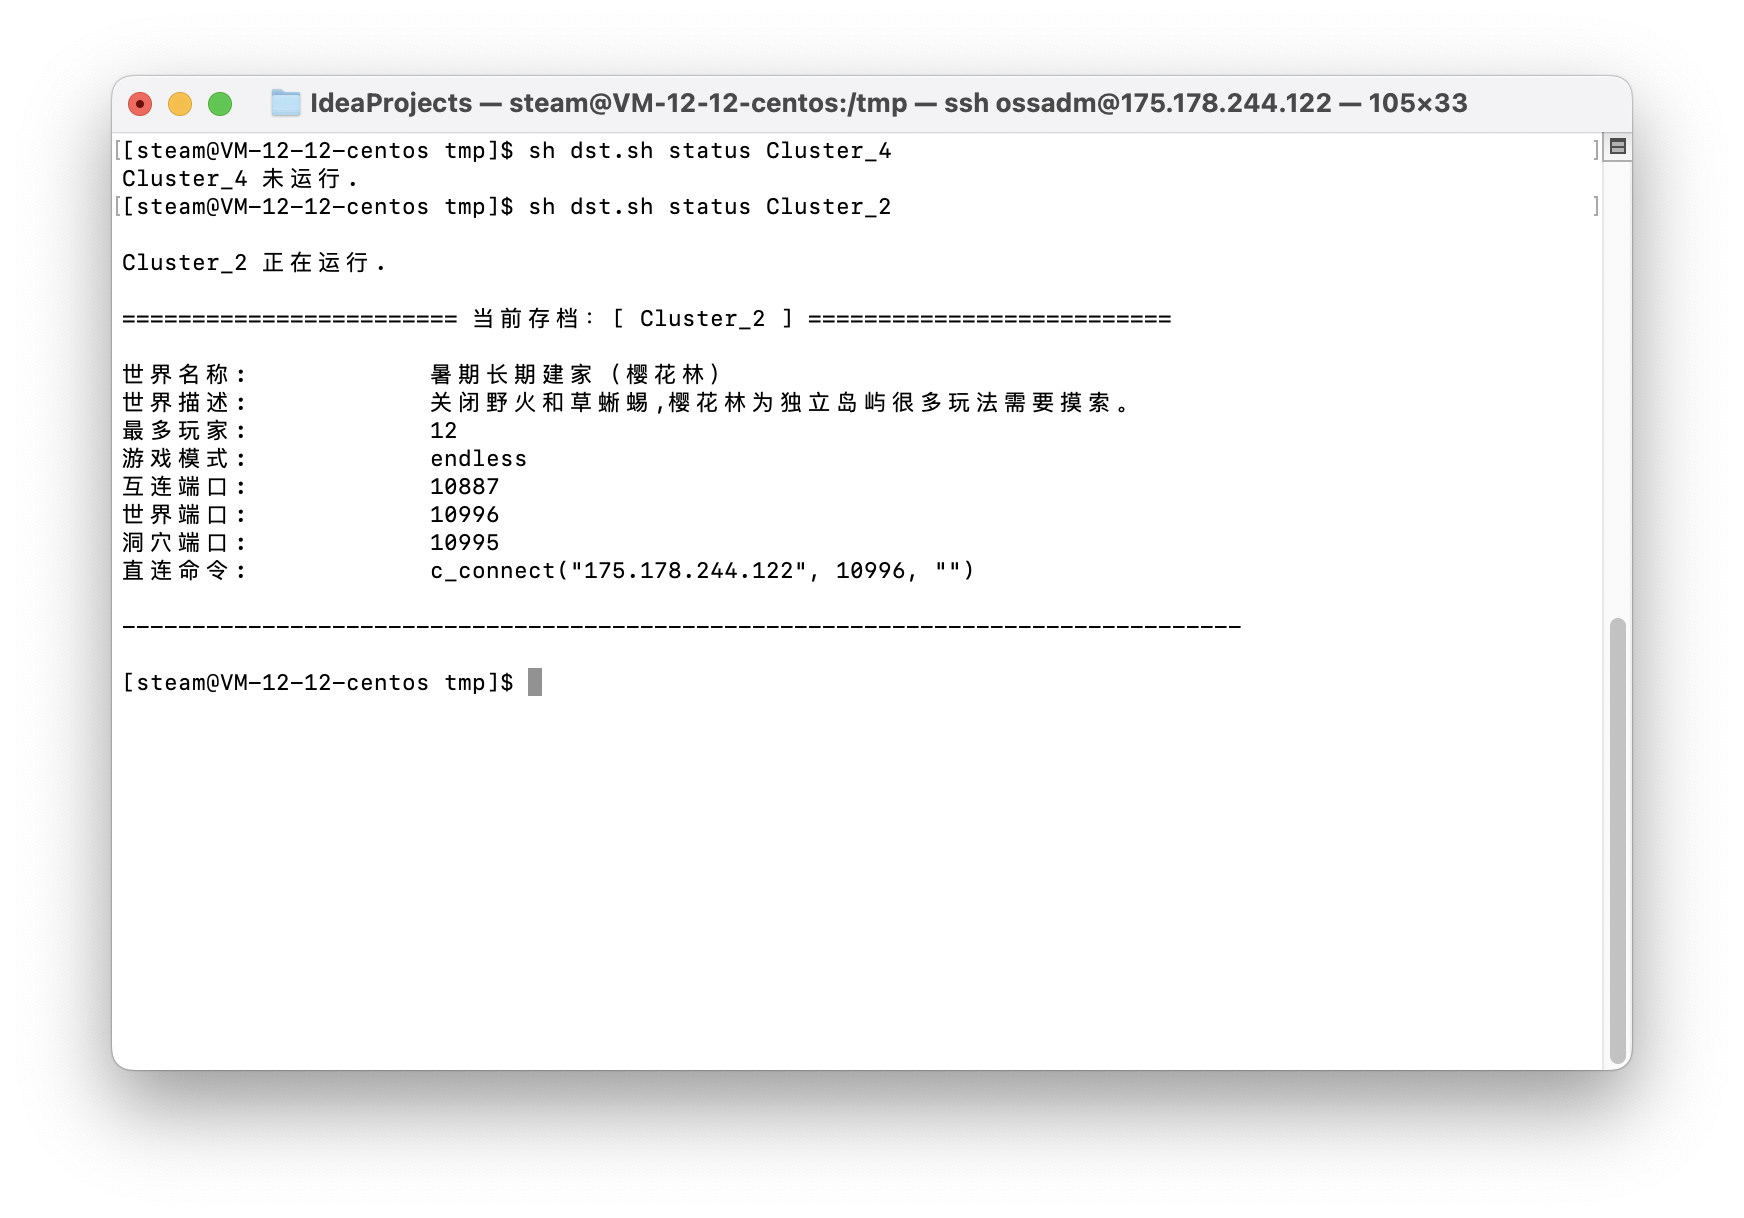 IdeaProjects — steam@VM-12-12-centos:/tmp — ssh ossadm@175.178.244.122 — 105×33
[[steam@VM-12-12-centos tmp]$ sh dst.sh status Cluster_4 ]
Cluster_4 未运行.
[[steam@VM-12-12-centos tmp]$ sh dst.sh status Cluster_2 ]
Cluster_2 正在运行.
======================== 当前存档: [ Cluster_2 ] ==========================
世界名称: 暑期长期建家（樱花林）
世界描述: 关闭野火和草蜥蜴,樱花林为独立岛屿很多玩法需要摸索。
最多玩家: 12
游戏模式: endless
互连端口: 10887
世界端口: 10996
洞穴端口: 10995
直连命令: c_connect("175.178.244.122", 10996, "")
--------------------------------------------------------------------------------
[steam@VM-12-12-centos tmp]$